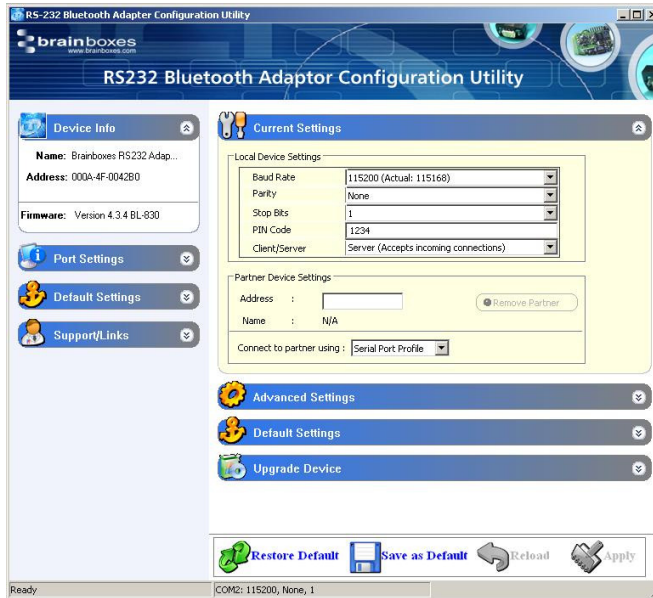 RS-232 Bluetooth Adapter Configuration Utility
brainboxes
www.brainboxes.com
RS232 Bluetooth Adaptor Configuration Utility
Device Info
Name: Brainboxes RS232 Adap...
Address: 000A-4F-0042B0
Firmware: Version 4.3.4 BL-830
Port Settings
Default Settings
Support/Links
Current Settings
Local Device Settings
Baud Rate 115200 (Actual: 115168)
Parity None
Stop Bits 1
PIN Code 1234
Client/Server Server (Accepts incoming connections)
Partner Device Settings
Address :
Remove Partner
Name : N/A
Connect to partner using : Serial Port Profile
Advanced Settings
Default Settings
Upgrade Device
Restore Default Save as Default Reload Apply
Ready COM2: 115200, None, 1